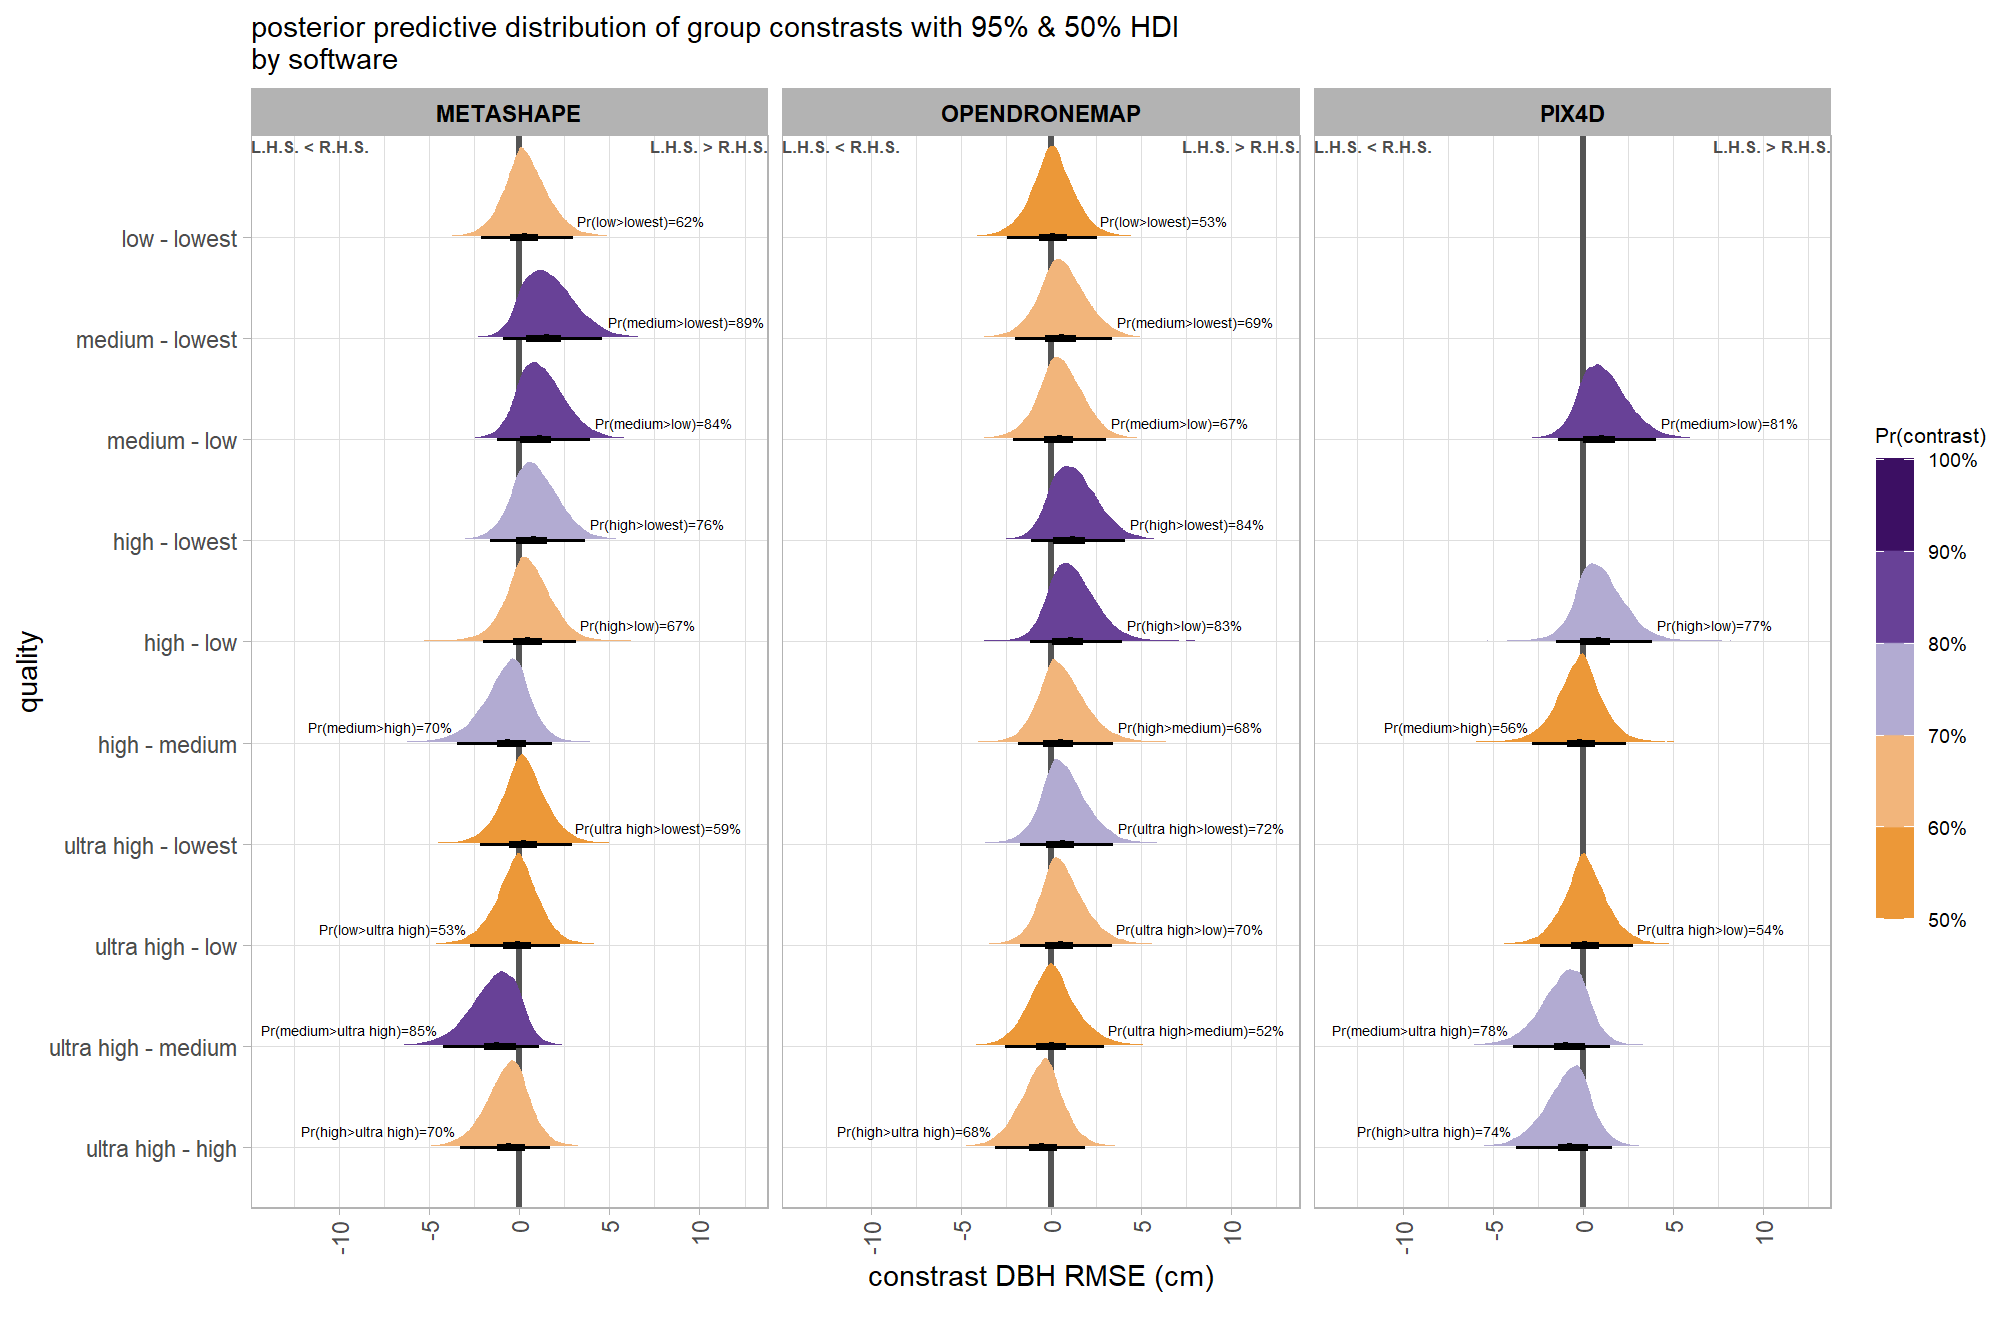 posterior predictive distribution of group constrasts with 95% & 50% HDI
by software
METASHAPE
OPENDRONEMAP
PIX4D
L.H.S. < R.H.S.
L.H.S. > R.H.S.
L.H.S. < R.H.S.
L.H.S. > R.H.S.
L.H.S. < R.H.S.
L.H.S. > R.H.S.
quality
low - lowest
Pr(low>lowest)=62%
Pr(low>lowest)=53%
medium - lowest
Pr(medium>lowest)=89%
Pr(medium>lowest)=69%
medium - low
Pr(medium>low)=84%
Pr(medium>low)=67%
Pr(medium>low)=81%
high - lowest
Pr(high>lowest)=76%
Pr(high>lowest)=84%
high - low
Pr(high>low)=67%
Pr(high>low)=83%
Pr(high>low)=77%
high - medium
Pr(medium>high)=70%
Pr(high>medium)=68%
Pr(medium>high)=56%
ultra high - lowest
Pr(ultra high>lowest)=59%
Pr(ultra high>lowest)=72%
ultra high - low
Pr(low>ultra high)=53%
Pr(ultra high>low)=70%
Pr(ultra high>low)=54%
ultra high - medium
Pr(medium>ultra high)=85%
Pr(ultra high>medium)=52%
Pr(medium>ultra high)=78%
ultra high - high
Pr(high>ultra high)=70%
Pr(high>ultra high)=68%
Pr(high>ultra high)=74%
-10
-5
0
5
10
-10
-5
0
5
10
-10
-5
0
5
10
constrast DBH RMSE (cm)
Pr(contrast)
100%
90%
80%
70%
60%
50%